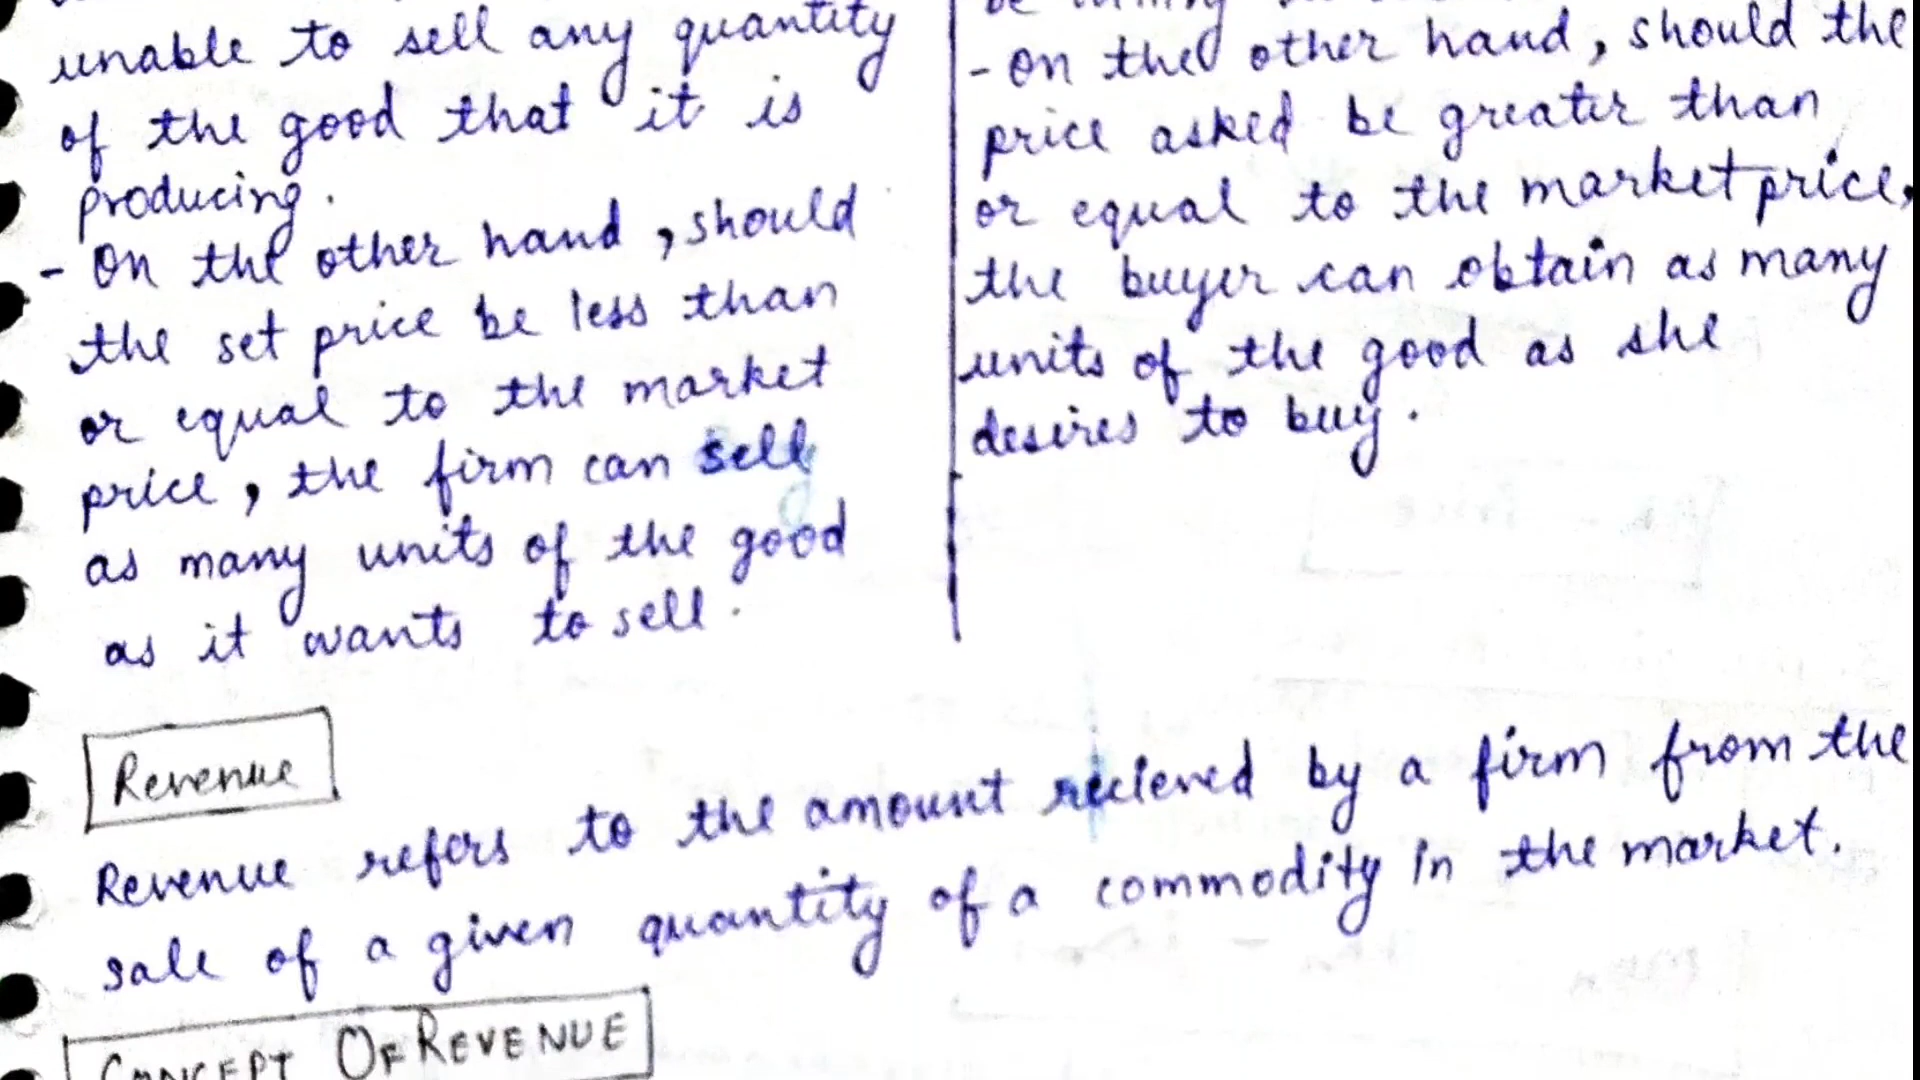 unable to sell any quantity
of the good that it is
producing.
- On the other hand, should
the set price be less than
or equal to the market
price, the firm can sell
as many units of the good
as it wants to sell.
- On the other hand, should the
price asked be greater than
or equal to the market price,
the buyer can obtain as many
units of the good as she
desires to buy.
Revenue
Revenue refers to the amount recieved by a firm from the
sale of a given quantity of a commodity in the market.
CONCEPT OF REVENUE